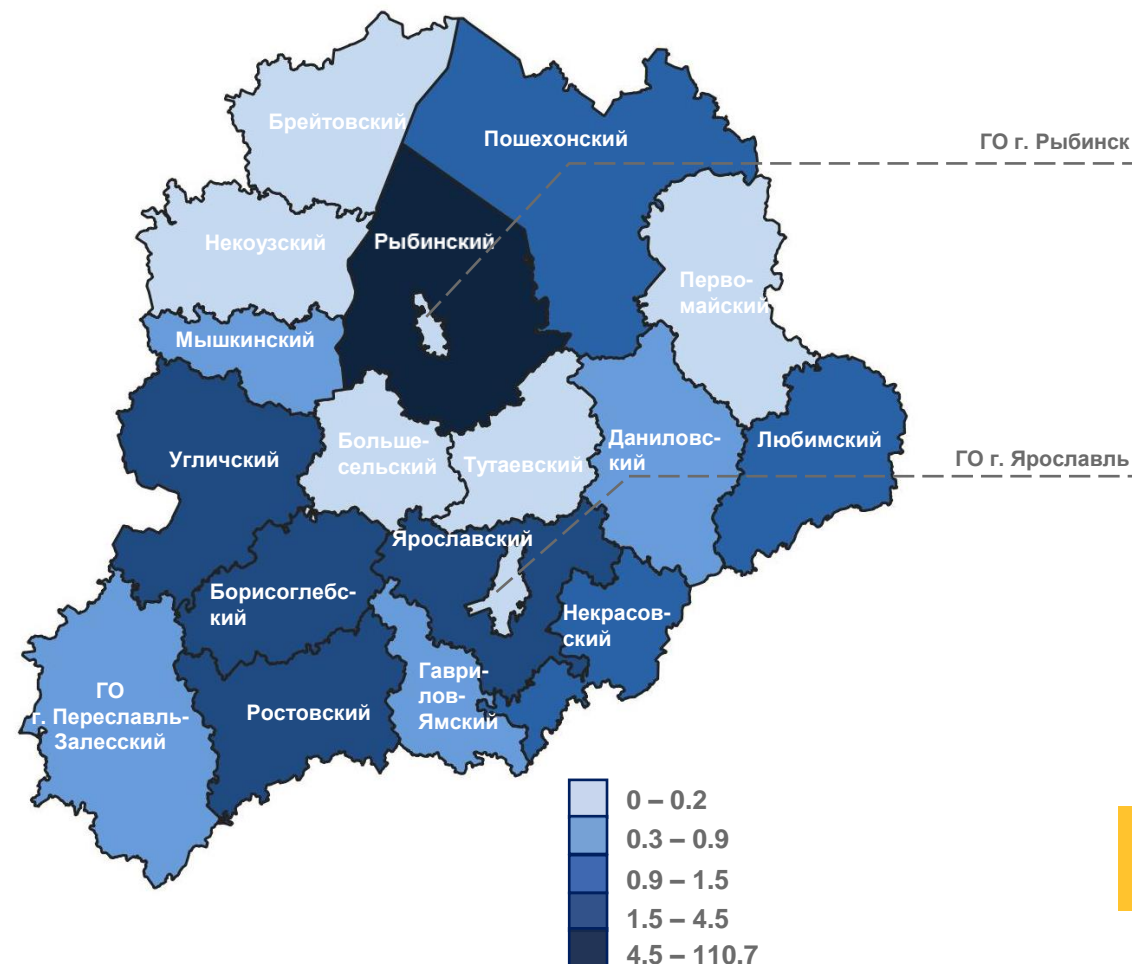 Брейтовский
Пошехонский
ГО г. Рыбинск
Некоузский
Рыбинский
Перво-
майский
Мышкинский
Угличский
Больше-
сельский
Тутаевский
Даниловс-
кий
Любимский
ГО г. Ярославль
Ярославский
Борисоглебс-
кий
Некрасов-
ский
ГО
г. Переславль-
Залесский
Ростовский
Гаври-
лов-
Ямский
0 – 0.2
0.3 – 0.9
0.9 – 1.5
1.5 – 4.5
4.5 – 110.7